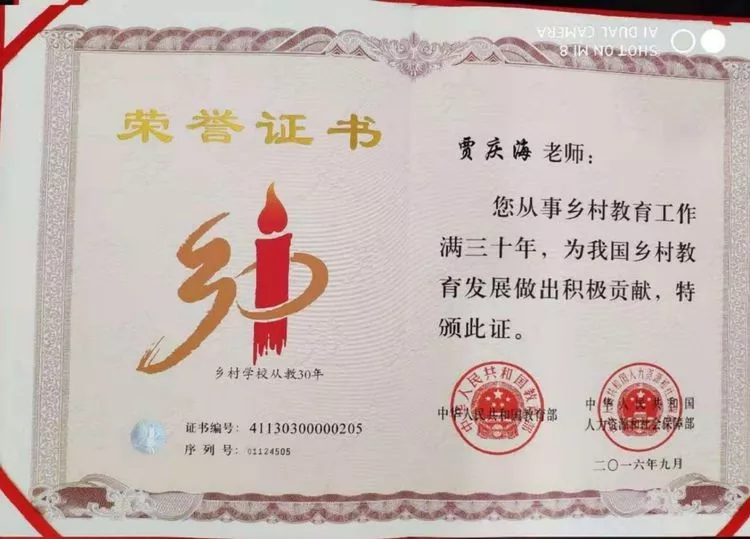 SHOT ON MI 8
AI DUAL CAMERA
荣誉证书
乡村学校从教30年
证书编号：41130300000205
序列号：01124505
贾庆海 老师：
您从事乡村教育工作
满三十年，为我国乡村教
育发展做出积极贡献，特
颁此证。
中华人民共和国教育部
中华人民共和国
人力资源和社会保障部
二〇一六年九月